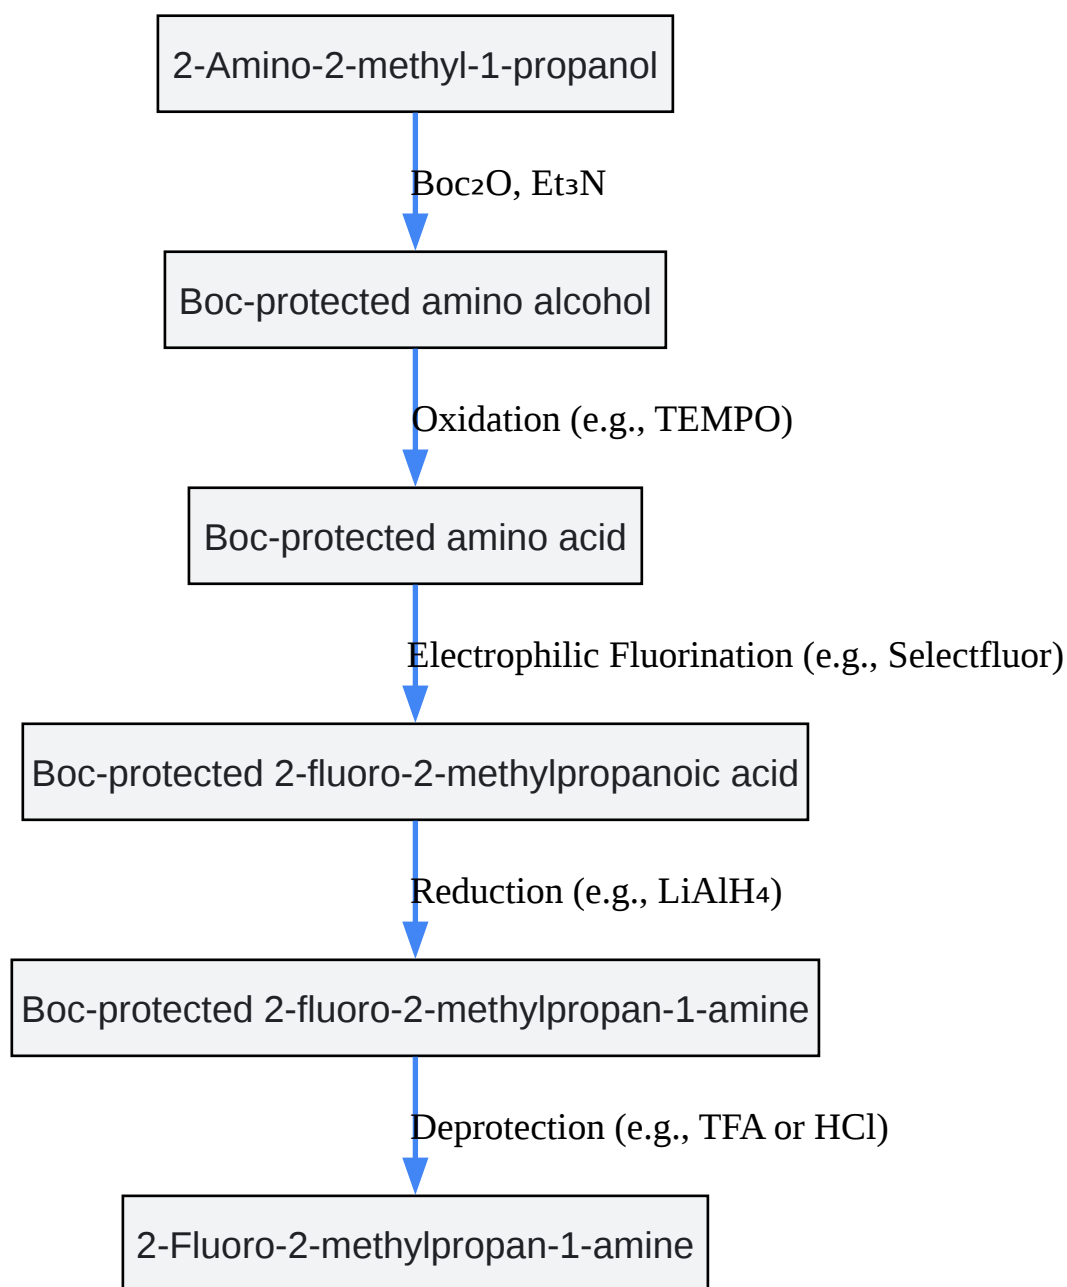 2-Amino-2-methyl-1-propanol
Boc₂O, Et₃N
Boc-protected amino alcohol
Oxidation (e.g., TEMPO)
Boc-protected amino acid
Electrophilic Fluorination (e.g., Selectfluor)
Boc-protected 2-fluoro-2-methylpropanoic acid
Reduction (e.g., LiAlH₄)
Boc-protected 2-fluoro-2-methylpropan-1-amine
Deprotection (e.g., TFA or HCl)
2-Fluoro-2-methylpropan-1-amine